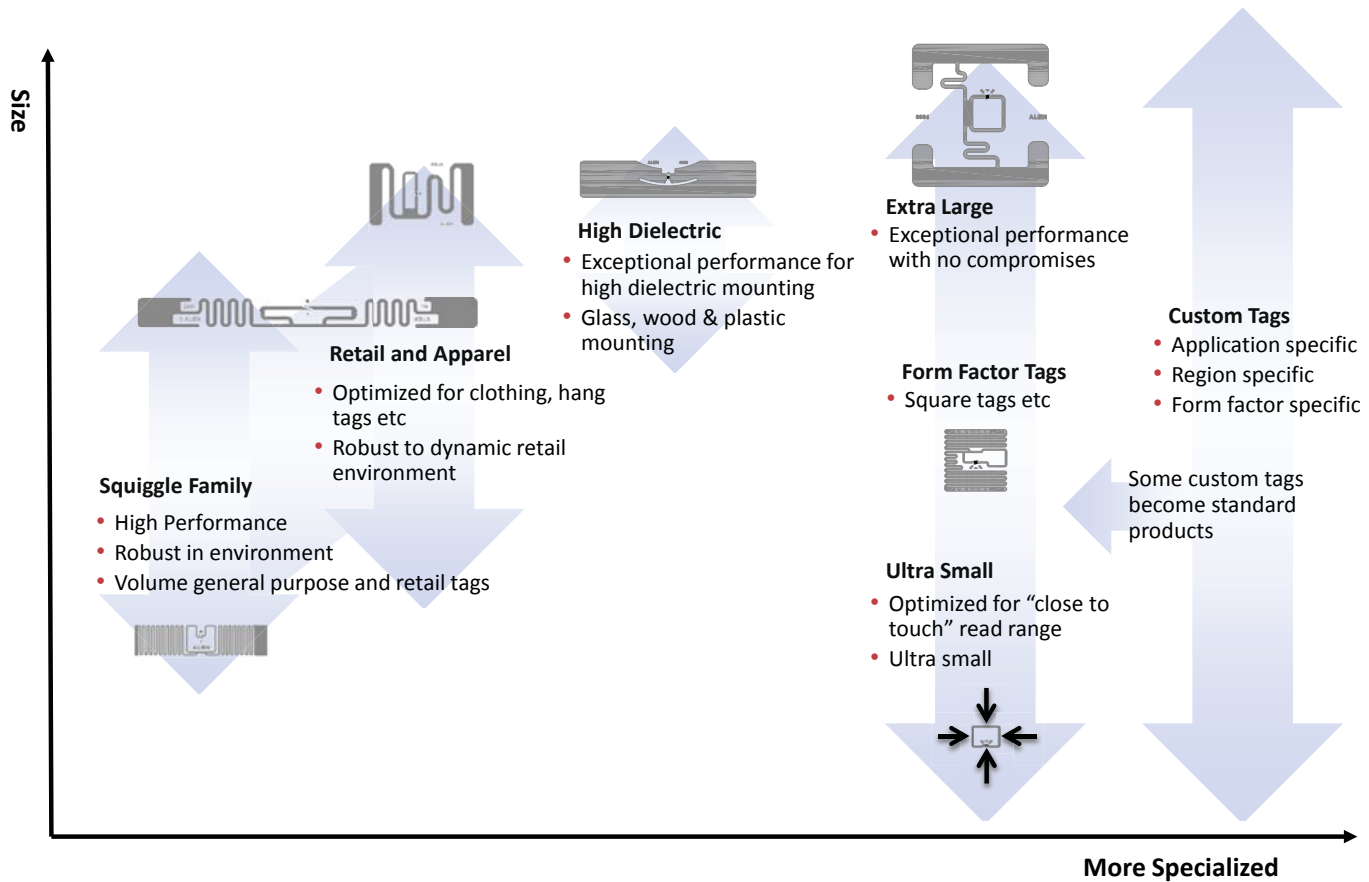 Size
Squiggle Family
• High Performance
• Robust in environment
• Volume general purpose and retail tags
Retail and Apparel
• Optimized for clothing, hang
tags etc
• Robust to dynamic retail
environment
High Dielectric
• Exceptional performance for
high dielectric mounting
• Glass, wood & plastic
mounting
Extra Large
• Exceptional performance
with no compromises
Form Factor Tags
• Square tags etc
Ultra Small
• Optimized for “close to
touch” read range
• Ultra small
Custom Tags
• Application specific
• Region specific
• Form factor specific
Some custom tags
become standard
products
More Specialized